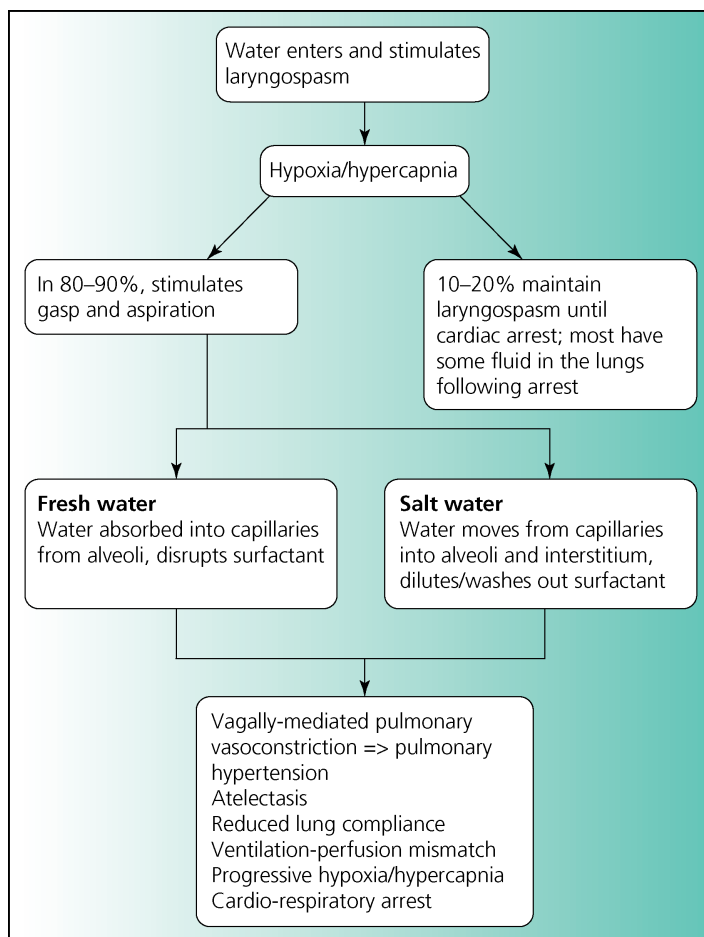 Water enters and stimulates
laryngospasm
Hypoxia/hypercapnia
In 80–90%, stimulates
gasp and aspiration
10–20% maintain
laryngospasm until
cardiac arrest; most have
some fluid in the lungs
following arrest
Fresh water
Water absorbed into capillaries
from alveoli, disrupts surfactant
Salt water
Water moves from capillaries
into alveoli and interstitium,
dilutes/washes out surfactant
Vagally-mediated pulmonary
vasoconstriction => pulmonary
hypertension
Atelectasis
Reduced lung compliance
Ventilation-perfusion mismatch
Progressive hypoxia/hypercapnia
Cardio-respiratory arrest